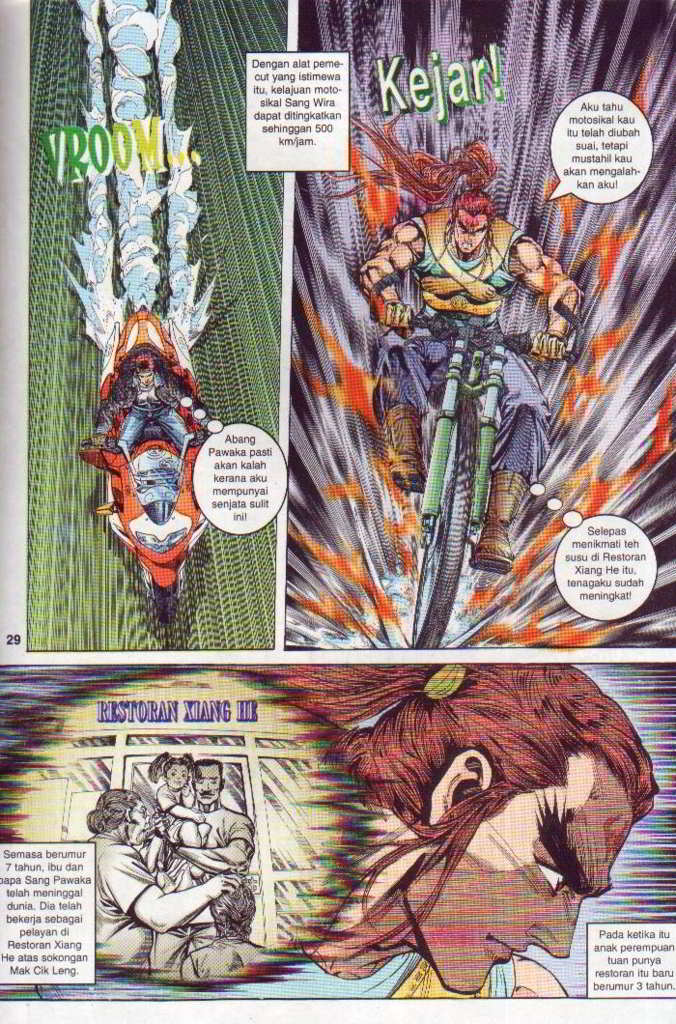 VROOM...
Dengan alat peme-
cut yang istimewa
itu, kelajuan moto-
sikal Sang Wira
dapat ditingkatkan
sehinggan 500
km/jam.
Abang
Pawaka pasti
akan kalah
kerana aku
mempunyai
senjata sulit
ini!
Kejar!
Aku tahu
motosikal kau
itu telah diubah
suai, tetapi
mustahil kau
akan mengalah-
kan aku!
Selepas
menikmati teh
susu di Restoran
Xiang He itu,
tenagaku sudah
meningkat!
29
RESTORAN XIANG HE
Semasa berumur
7 tahun, ibu dan
papa Sang Pawaka
telah meninggal
dunia. Dia telah
bekerja sebagai
pelayan di
Restoran Xiang
He atas sokongan
Mak Cik Leng.
Pada ketika itu
anak perempuan
tuan punya
restoran itu baru
berumur 3 tahun.